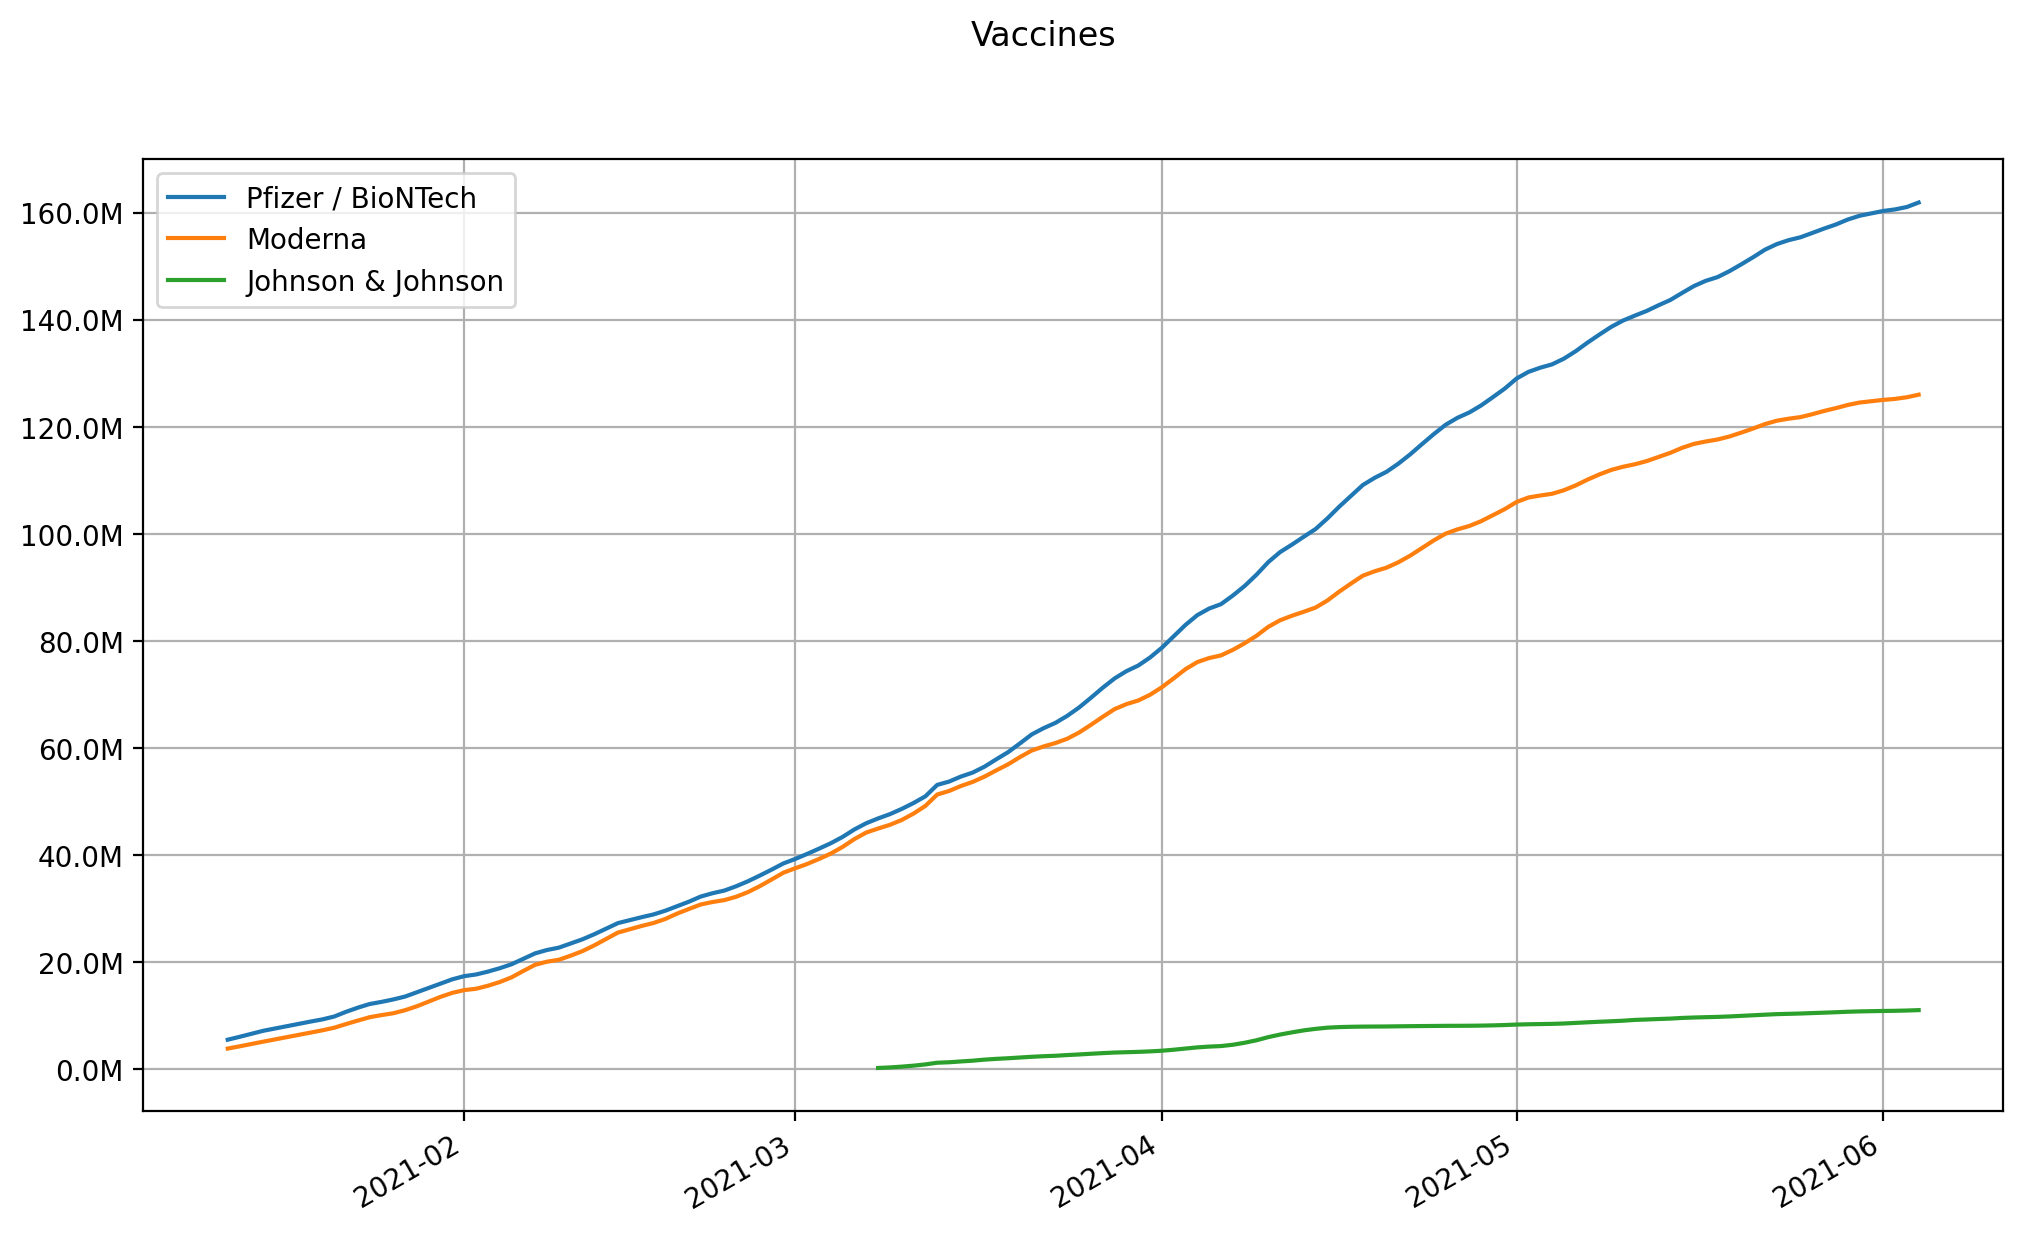 Vaccines
Pfizer / BioNTech
Moderna
Johnson & Johnson
160.0M
140.0M
120.0M
100.0M
80.0M
60.0M
40.0M
20.0M
0.0M
2021-02
2021-03
2021-04
2021-05
2021-06